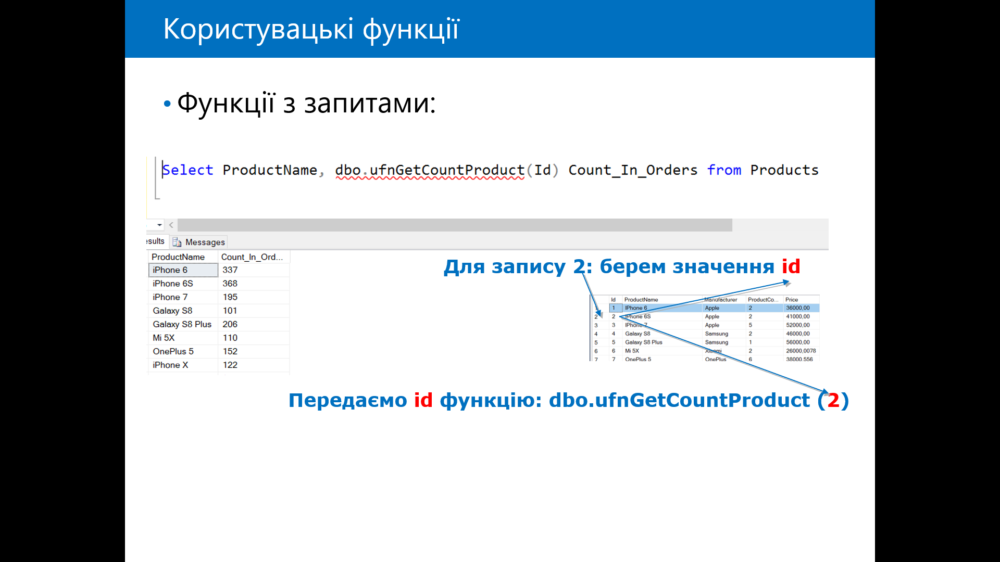 Користувацькі функції
• Функції з запитами:
Select ProductName, dbo.ufnGetCountProduct(Id) Count_In_Orders from Products
esults Messages
ProductName Count_In_Ord...
iPhone 6 337
iPhone 6S 368
iPhone 7 195
Galaxy S8 101
Galaxy S8 Plus 206
Mi 5X 110
OnePlus 5 152
iPhone X 122
Для запису 2: берем значення id
Id ProductName Manufacturer ProductCo... Price
1 IPhone 6 Apple 2 36000,00
2 2 iPhone 6S Apple 2 41000,00
3 3 IPhone 7 Apple 5 52000,00
4 4 Galaxy S8 Samsung 2 46000,00
5 5 Galaxy S8 Plus Samsung 1 56000,00
6 6 Mi 5X Xiaomi 2 26000,0078
7 7 OnePlus 5 OnePlus 6 38000,556
Передаємо id функцію: dbo.ufnGetCountProduct (2)